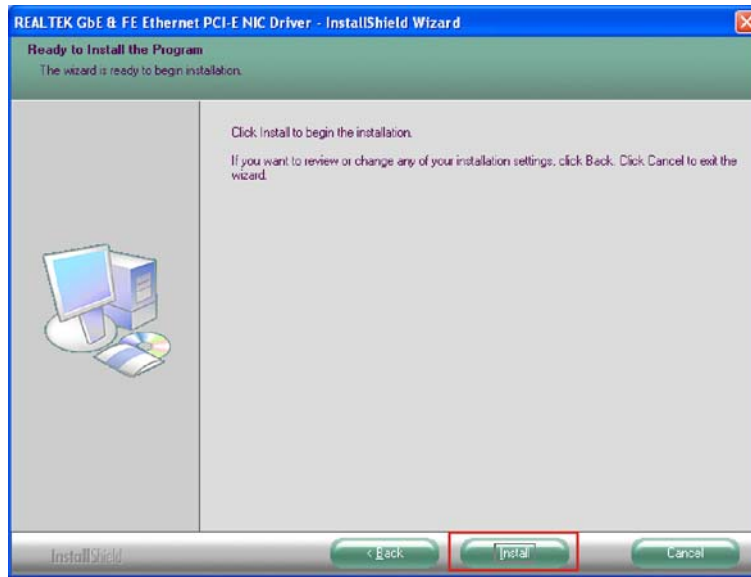 REALTEK GbE & FE Ethernet PCI-E NIC Driver - InstallShield Wizard
Ready to Install the Program
The wizard is ready to begin installation.
Click Install to begin the installation.
If you want to review or change any of your installation settings, click Back. Click Cancel to exit the
wizard.
InstallShield
< Back
Install
Cancel